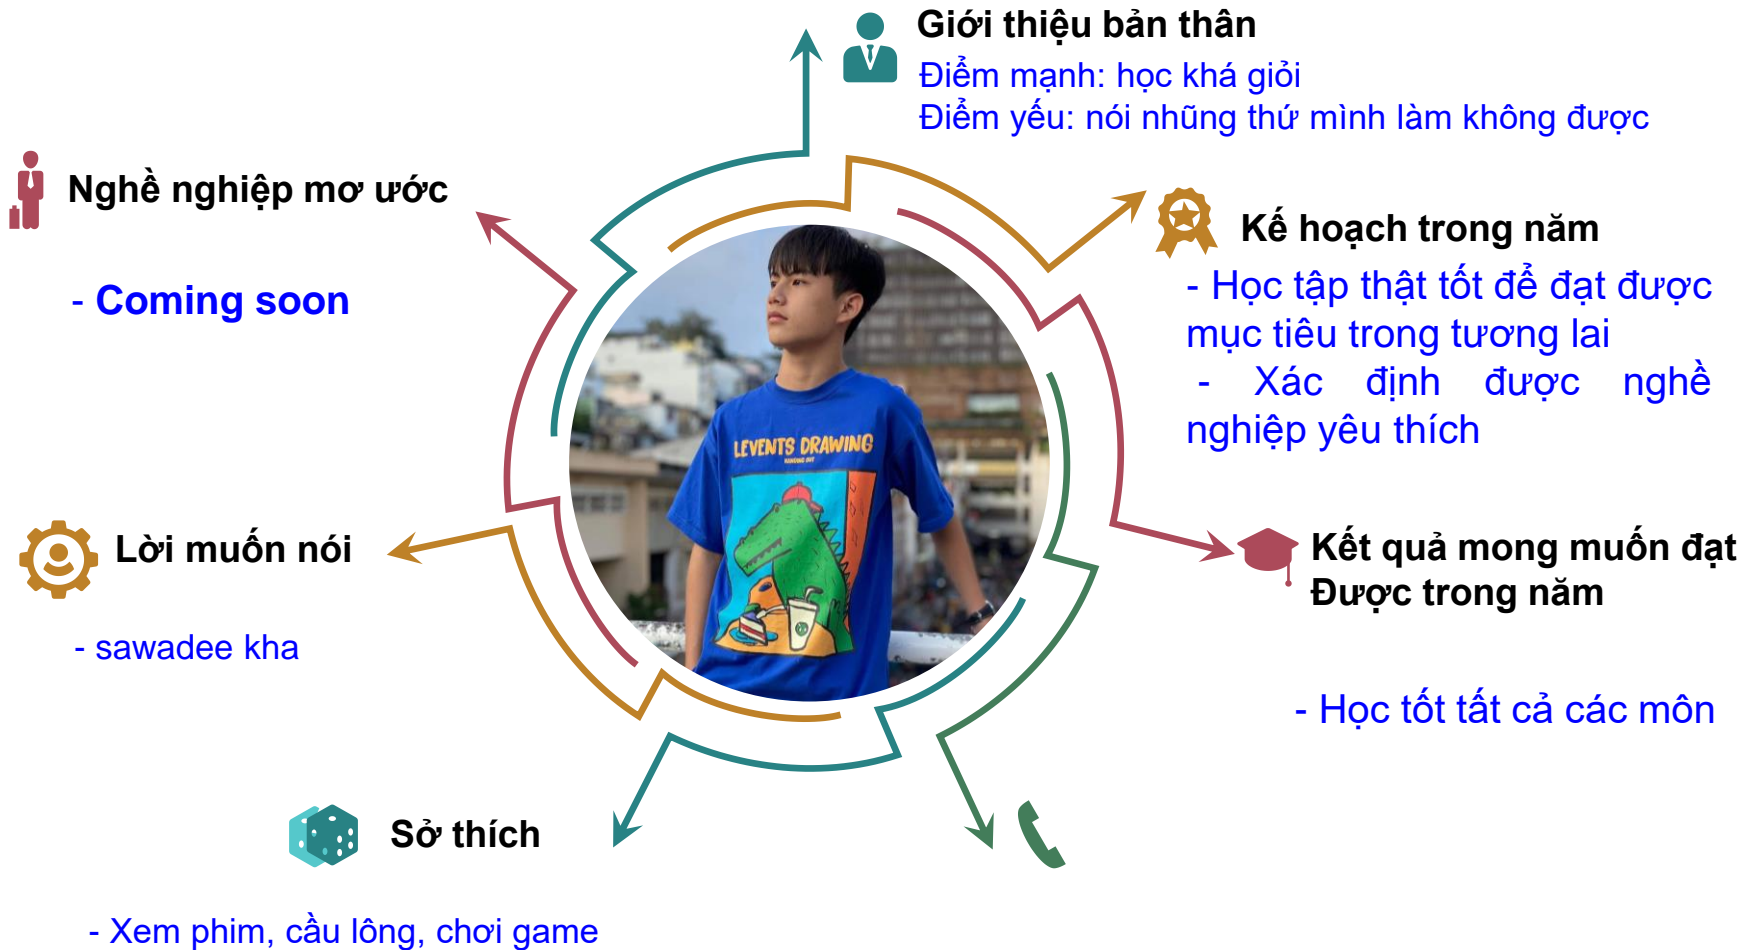 Giới thiệu bản thân
Điểm mạnh: học khá giỏi
Điểm yếu: nói nhũng thứ mình làm không được
Nghề nghiệp mơ ước
- Coming soon
Kế hoạch trong năm
- Học tập thật tốt để đạt được
mục tiêu trong tương lai
- Xác định được nghề
nghiệp yêu thích
LEVENTS DRAWING
Lời muốn nói
- sawadee kha
Kết quả mong muốn đạt
Được trong năm
- Học tốt tất cả các môn
Sở thích
- Xem phim, cầu lông, chơi game